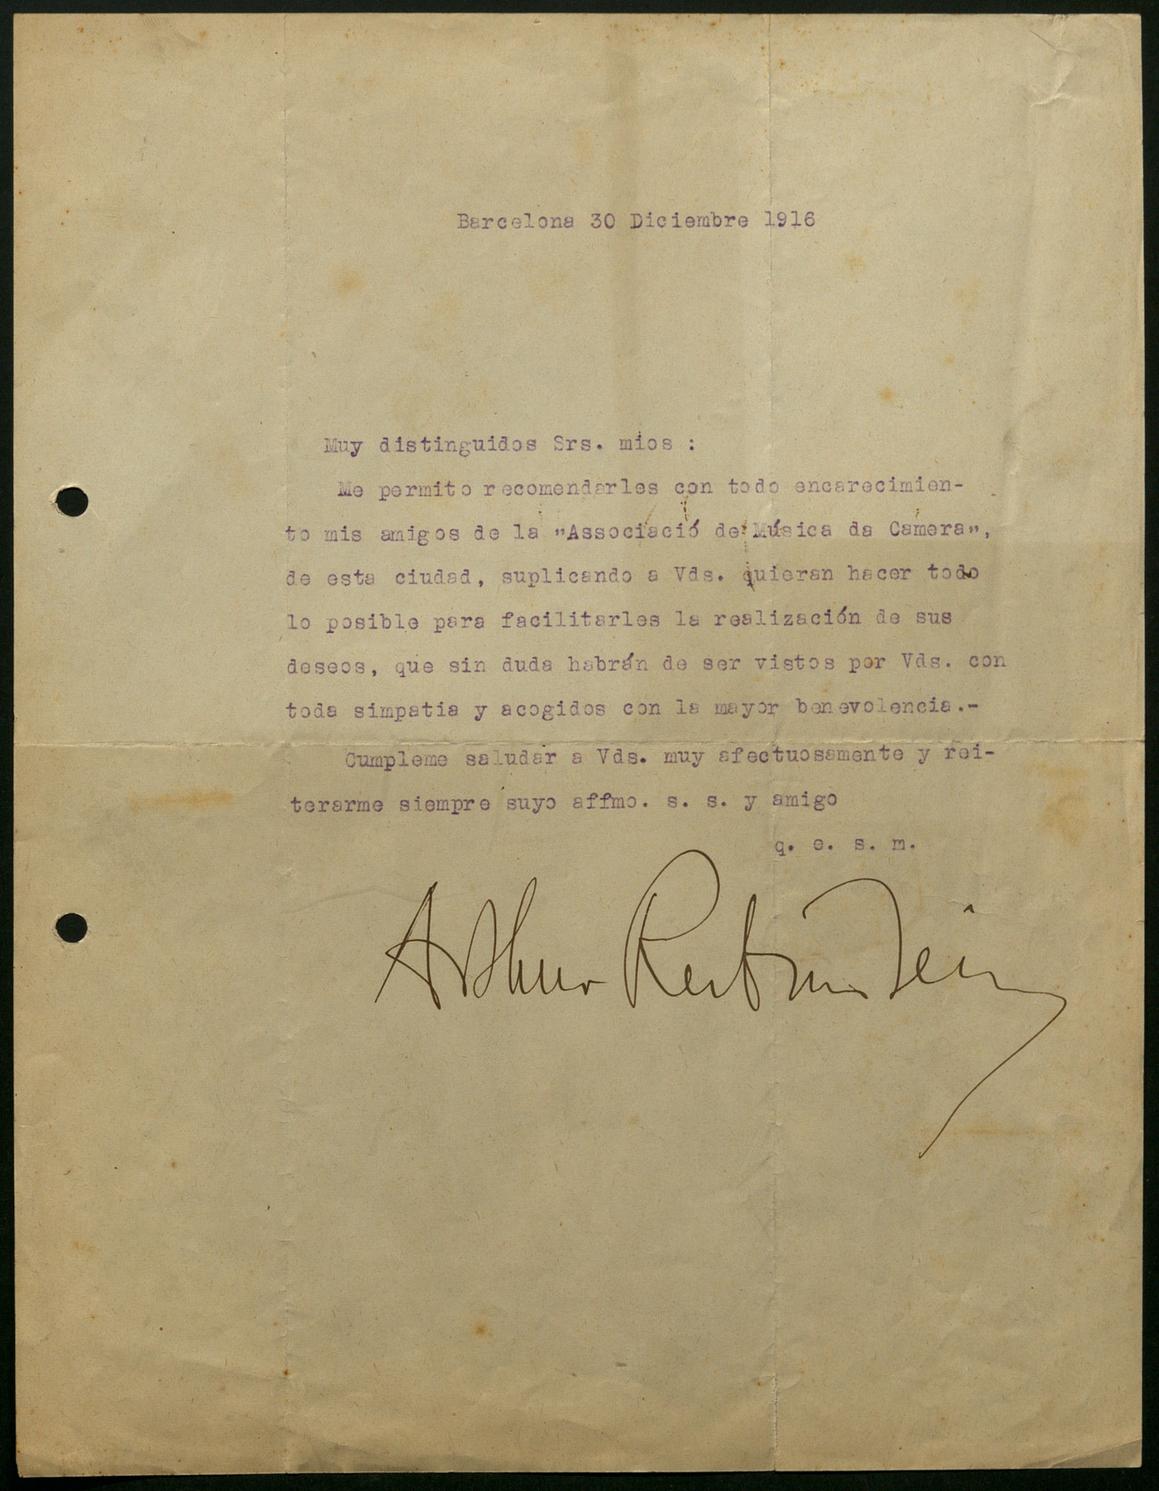 Barcelona 30 Diciembre 1916
Muy distinguidos Srs. mios :
Me permito recomendarles con todo encarecimien-
to mis amigos de la "Associació de Música da Camera",
de esta ciudad, suplicando a Vds. quieran hacer todo
lo posible para facilitarles la realización de sus
deseos, que sin duda habrán de ser vistos por Vds. con
toda simpatia y acogidos con la mayor benevolencia.-
Cumpleme saludar a Vds. muy afectuosamente y rei-
terarme siempre suyo affmo. s. s. y amigo
q. e. s. m.
Arthur Rubinstein